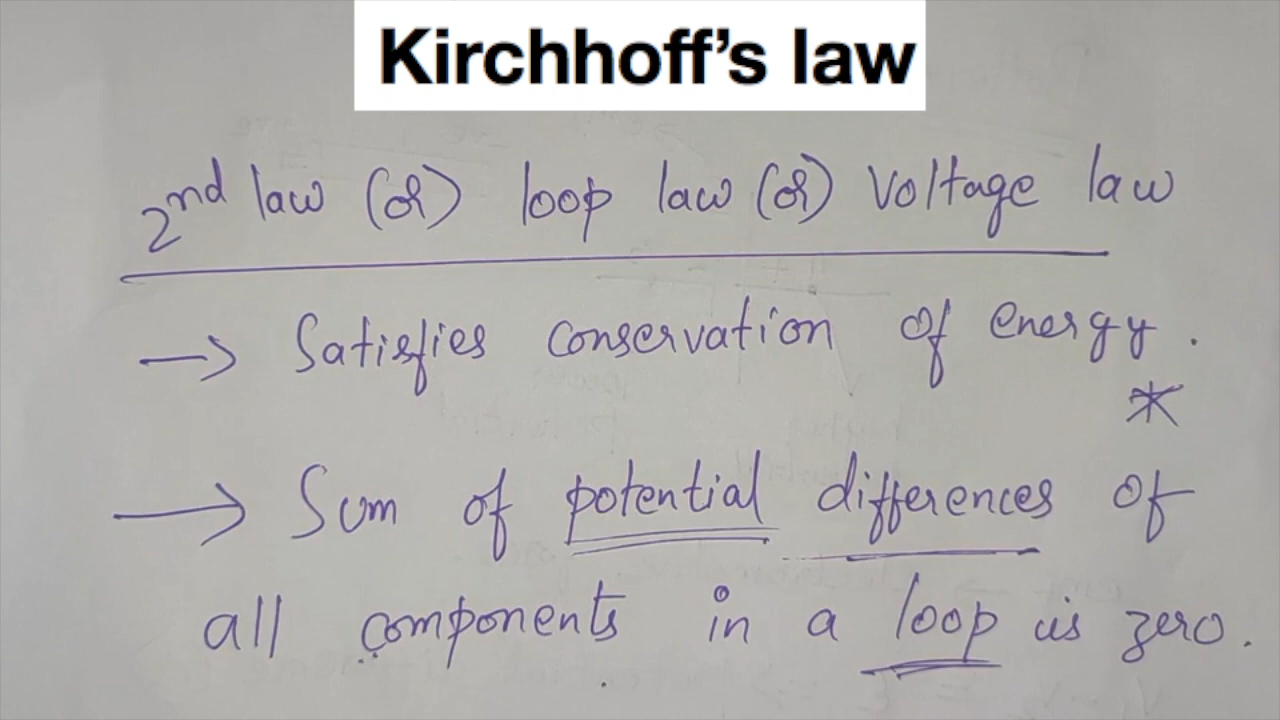 Kirchhoff's law
2nd law (or) loop law (or) Voltage law
→ Satisfies conservation of energy.
*
→ Sum of potential differences of
all components in a loop is zero.